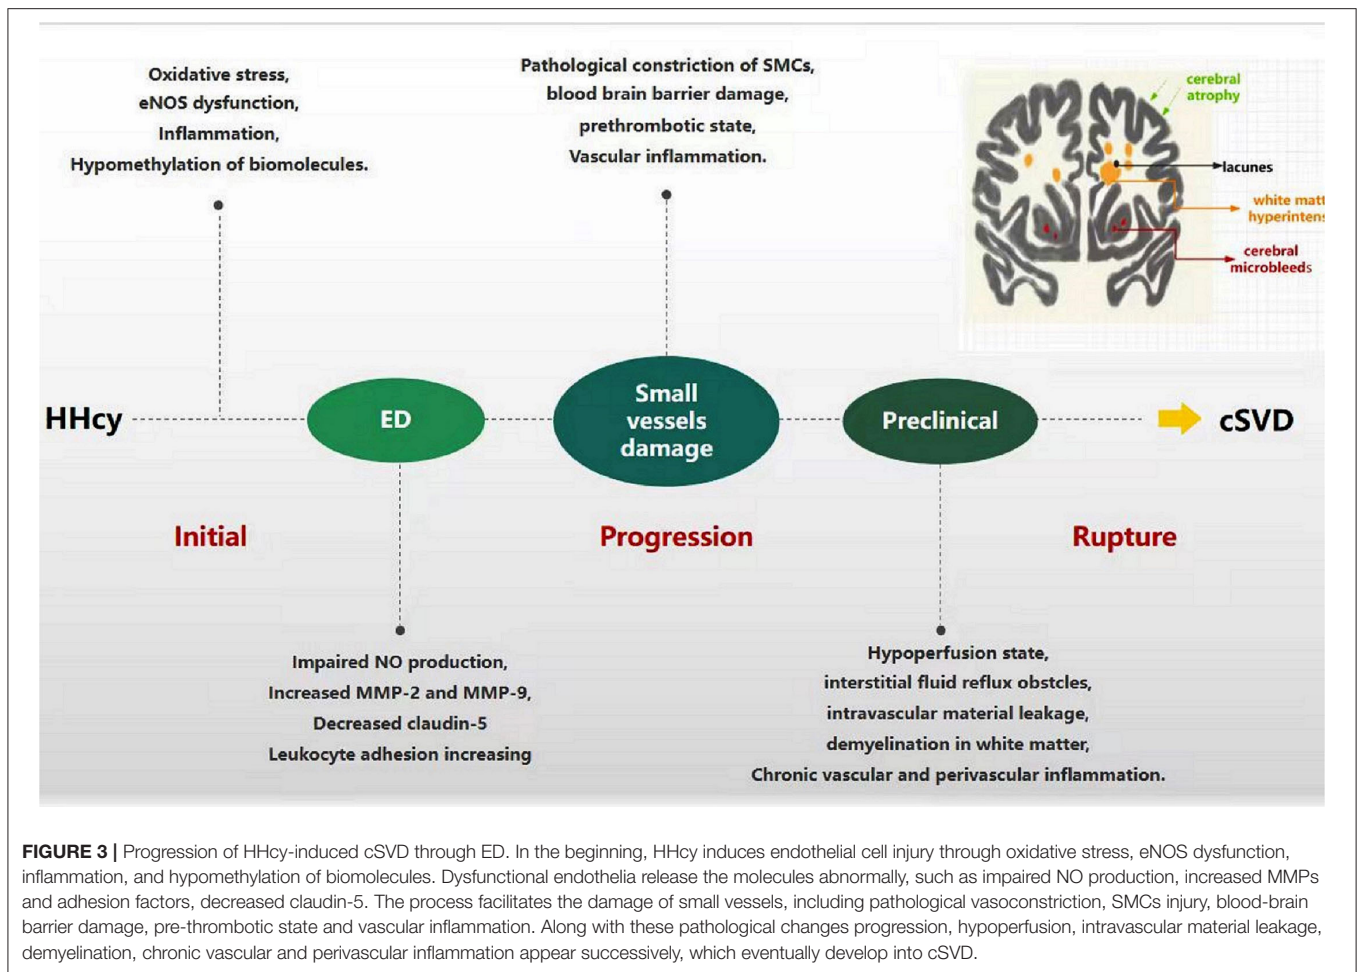 Oxidative stress,
eNOS dysfunction,
Inflammation,
Hypomethylation of biomolecules.
Pathological constriction of SMCs,
blood brain barrier damage,
prethrombotic state,
Vascular inflammation.
cerebral
atrophy
lacunes
white matt
hyperintens
cerebral
microbleeds
HHcy
ED
Small
vessels
damage
Preclinical
cSVD
Initial
Progression
Rupture
Impaired NO production,
Increased MMP-2 and MMP-9,
Decreased claudin-5
Leukocyte adhesion increasing
Hypoperfusion state,
interstitial fluid reflux obstcles,
intravascular material leakage,
demyelination in white matter,
Chronic vascular and perivascular inflammation.
FIGURE 3 | Progression of HHcy-induced cSVD through ED. In the beginning, HHcy induces endothelial cell injury through oxidative stress, eNOS dysfunction,
inflammation, and hypomethylation of biomolecules. Dysfunctional endothelia release the molecules abnormally, such as impaired NO production, increased MMPs
and adhesion factors, decreased claudin-5. The process facilitates the damage of small vessels, including pathological vasoconstriction, SMCs injury, blood-brain
barrier damage, pre-thrombotic state and vascular inflammation. Along with these pathological changes progression, hypoperfusion, intravascular material leakage,
demyelination, chronic vascular and perivascular inflammation appear successively, which eventually develop into cSVD.